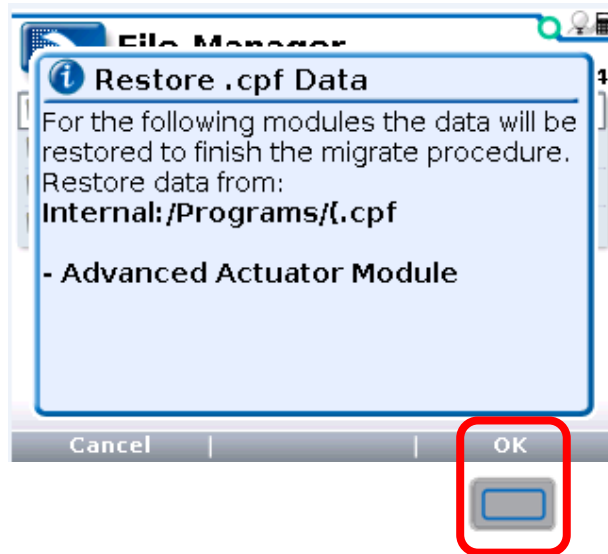 File Manager
Restore .cpf Data
For the following modules the data will be
restored to finish the migrate procedure.
Restore data from:
Internal:/Programs/(.cpf
- Advanced Actuator Module
Cancel | | OK